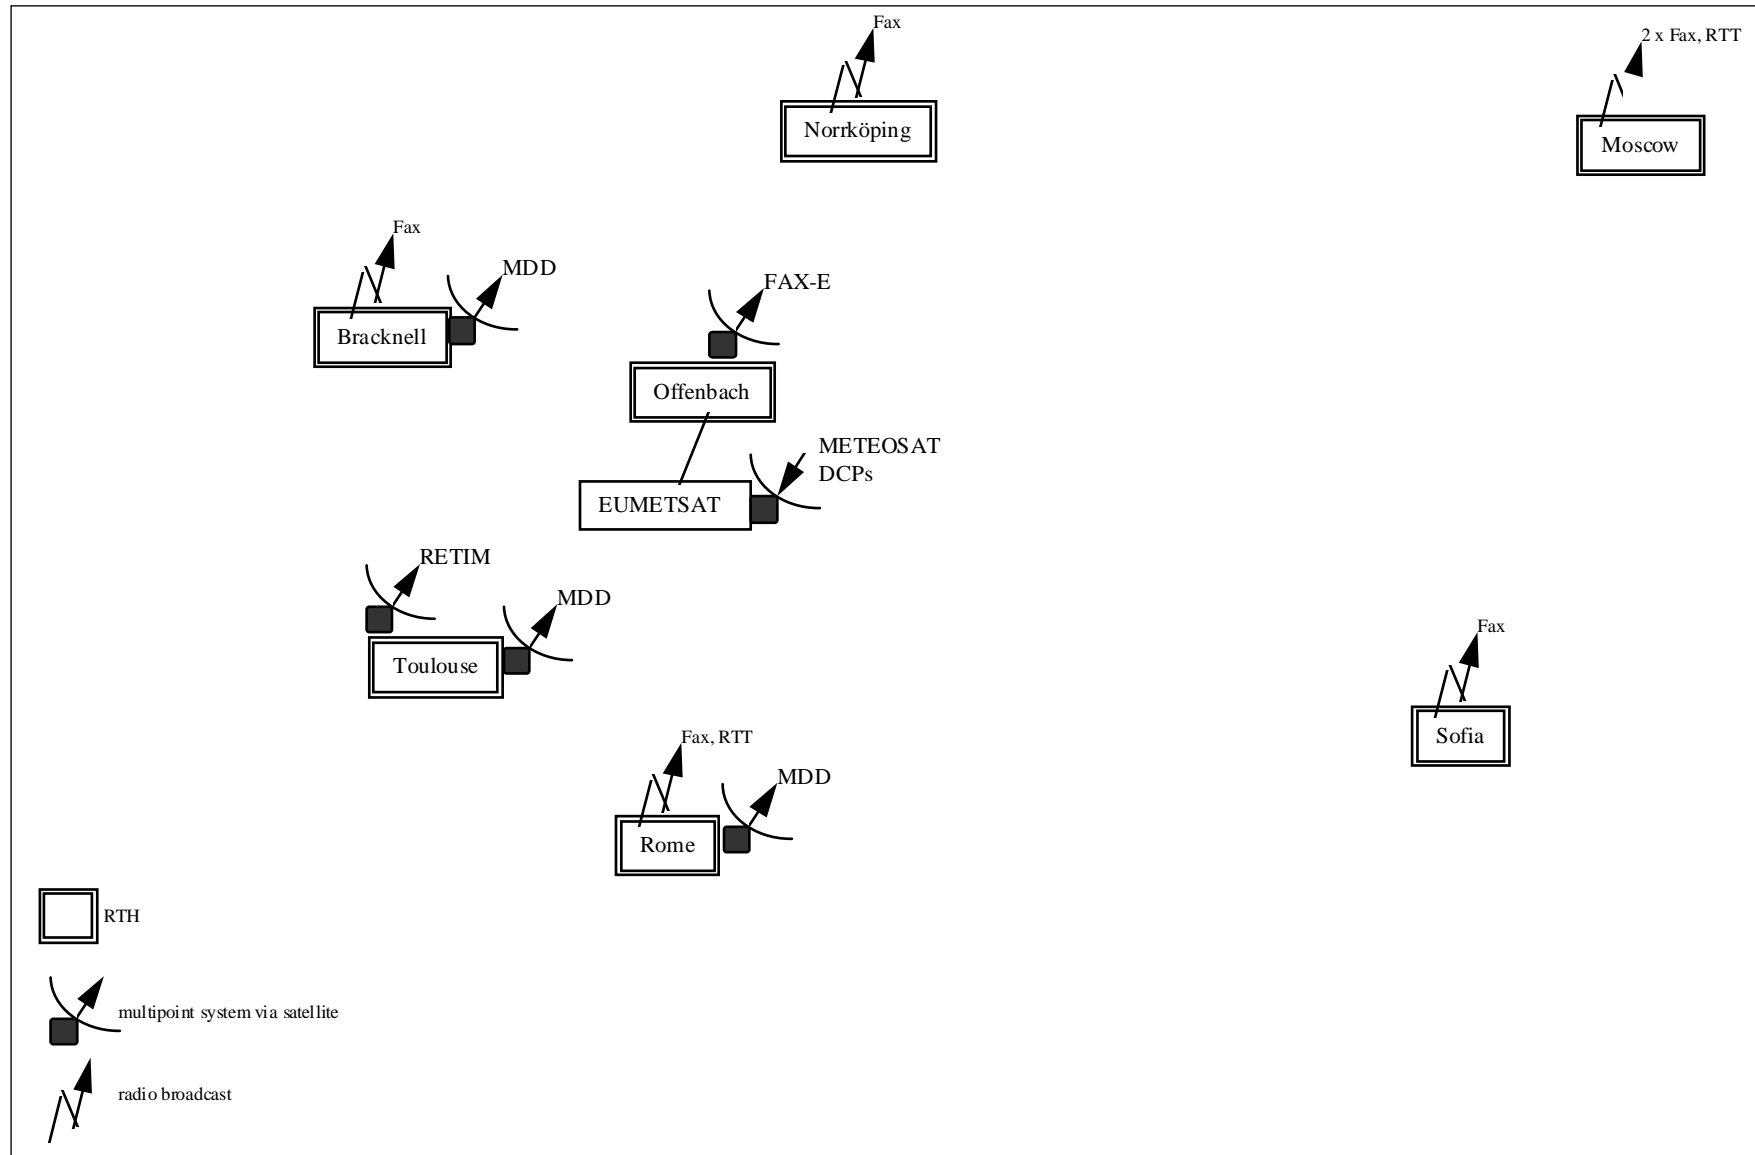 Fax
2 x Fax, RTT
Norrköping
Moscow
Fax
MDD
Bracknell
FAX-E
Offenbach
METEOSAT
DCPs
EUMETSAT
RETIM
MDD
Toulouse
Fax
Sofia
Fax, RTT
MDD
Rome
RTH
multipoint system via satellite
radio broadcast